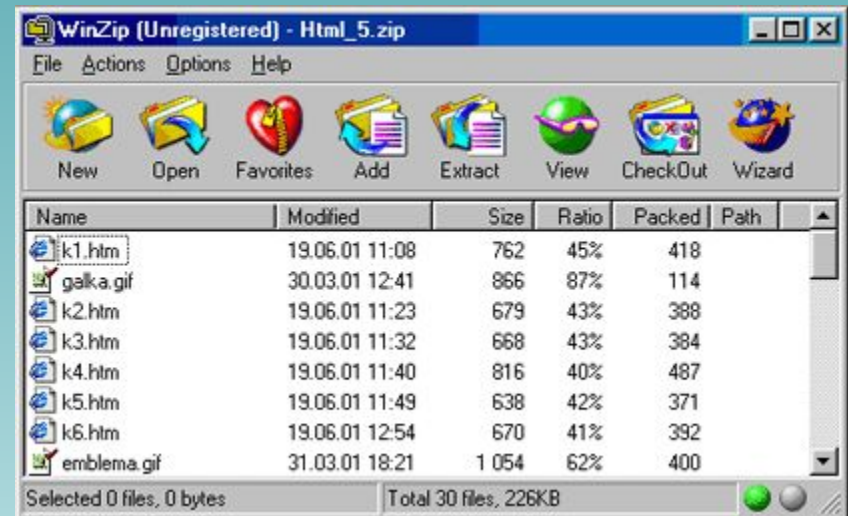 WinZip (Unregistered) - Html_5.zip
File Actions Options Help
New Open Favorites Add Extract View CheckOut Wizard
Name Modified Size Ratio Packed Path
k1.htm 19.06.01 11:08 762 45% 418
galka.gif 30.03.01 12:41 866 87% 114
k2.htm 19.06.01 11:23 679 43% 388
k3.htm 19.06.01 11:32 668 43% 384
k4.htm 19.06.01 11:40 816 40% 487
k5.htm 19.06.01 11:49 638 42% 371
k6.htm 19.06.01 12:54 670 41% 392
emblema.gif 31.03.01 18:21 1 054 62% 400
Selected 0 files, 0 bytes Total 30 files, 226KB